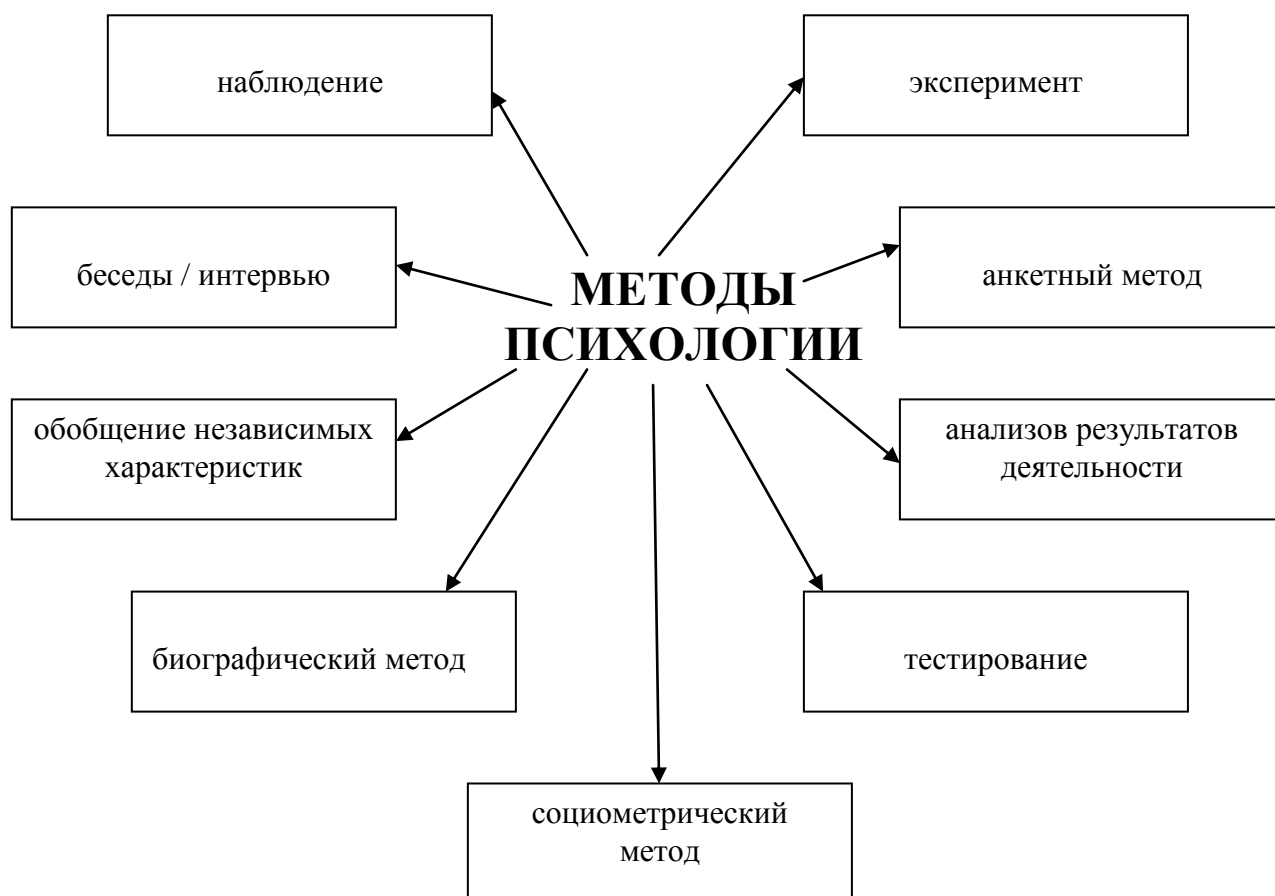 наблюдение
эксперимент
беседы / интервью
МЕТОДЫ
ПСИХОЛОГИИ
анкетный метод
обобщение независимых
характеристик
анализов результатов
деятельности
биографический метод
тестирование
социометрический
метод